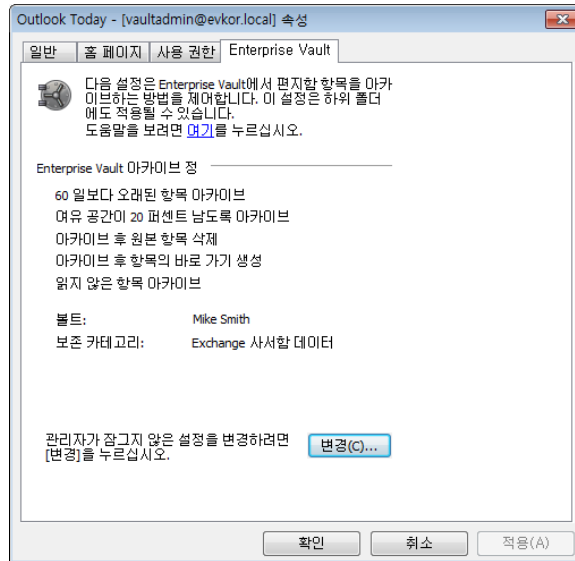 Outlook Today - [vaultadmin@evkor.local] 속성
일반 홈 페이지 사용 권한 Enterprise Vault
다음 설정은 Enterprise Vault에서 편지함 항목을 아카
이브하는 방법을 제어합니다. 이 설정은 하위 폴더
에도 적용될 수 있습니다.
도움말을 보려면 여기를 누르십시오.
Enterprise Vault 아카이브 정
60 일보다 오래된 항목 아카이브
여유 공간이 20 퍼센트 남도록 아카이브
아카이브 후 원본 항목 삭제
아카이브 후 항목의 바로 가기 생성
읽지 않은 항목 아카이브
볼트: Mike Smith
보존 카테고리: Exchange 사서함 데이터
관리자가 잠그지 않은 설정을 변경하려면
[변경]을 누르십시오.
변경(C)...
확인 취소 적용(A)